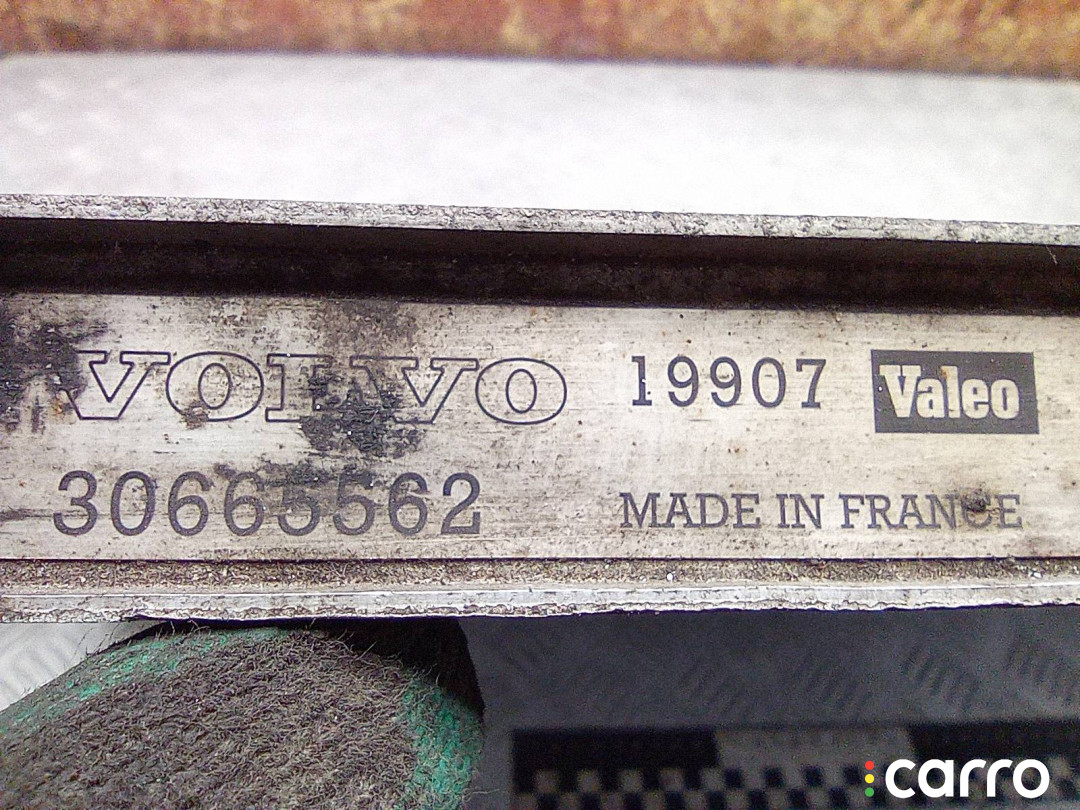 VOLVO 19907 Valeo
30665562 MADE IN FRANCE
carro